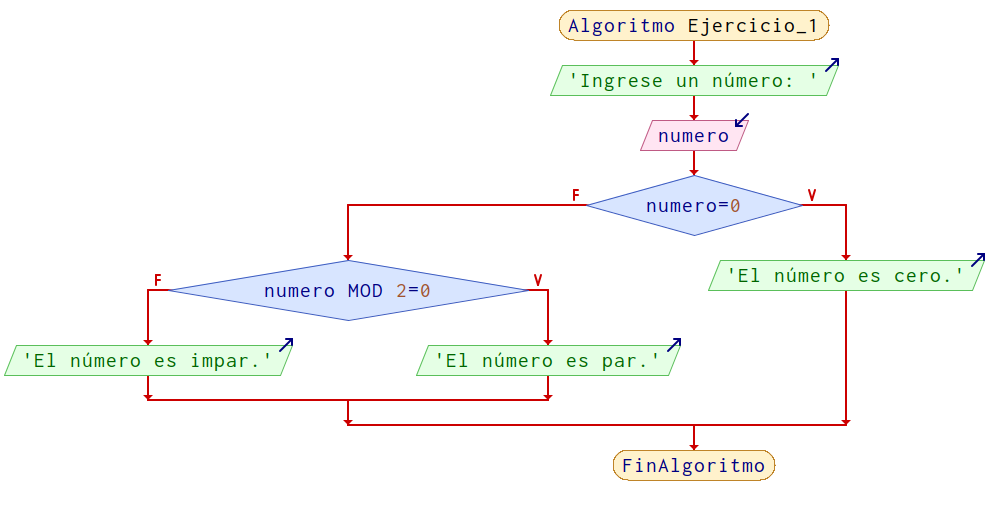 Algoritmo Ejercicio_1
'Ingrese un número: '
numero
F
V
numero=0
F
V
'El número es cero.'
numero MOD 2=0
'El número es impar.'
'El número es par.'
FinAlgoritmo